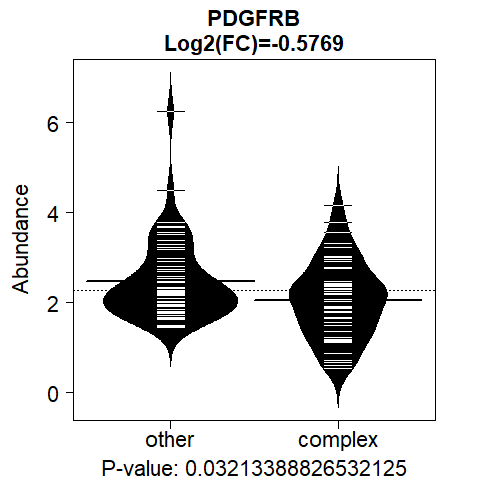 PDGFRB
Log2(FC)=-0.5769
Abundance
6
4
2
0
other complex
P-value: 0.03213388826532125